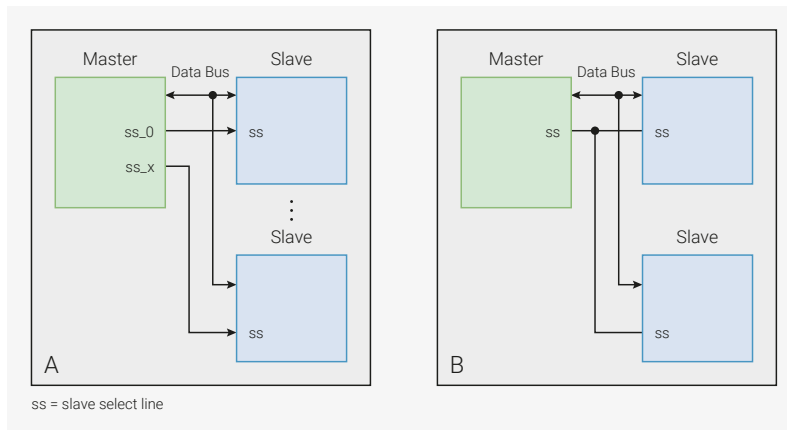 Master
Data Bus
Slave
ss_0
ss
ss_x
Slave
ss
A
Master
Data Bus
Slave
ss
ss
Slave
ss
B
ss = slave select line